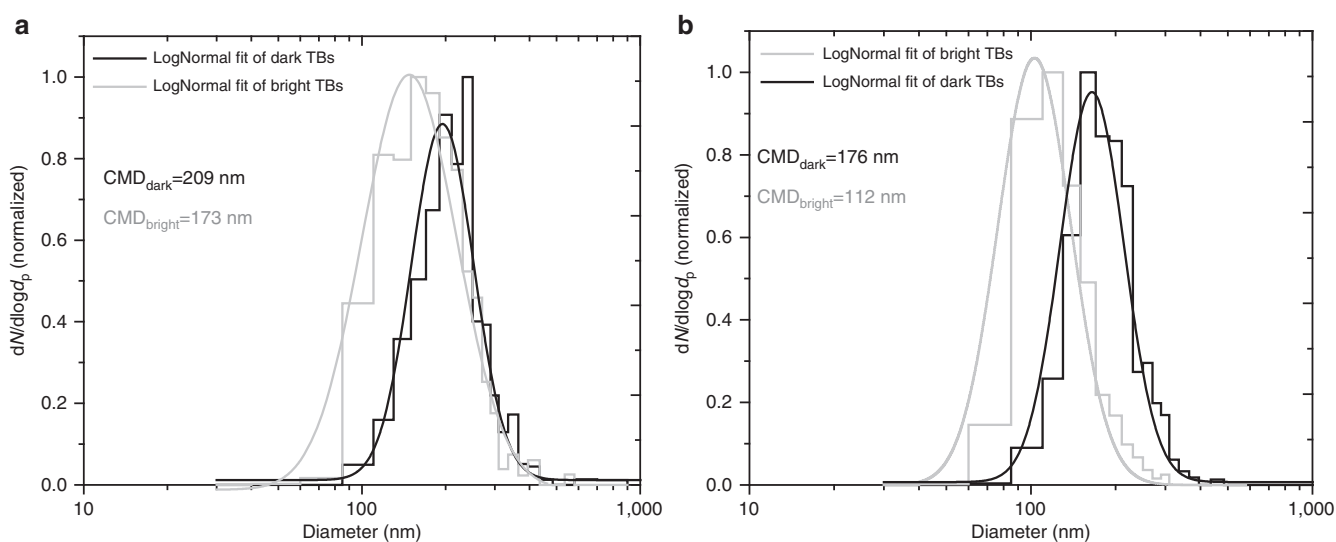 a
LogNormal fit of dark TBs
LogNormal fit of bright TBs
1.0
0.8
0.6
0.4
0.2
0.0
CMDdark=209 nm
CMDbright=173 nm
dN/dlogdp (normalized)
10
100
1,000
Diameter (nm)
b
LogNormal fit of bright TBs
LogNormal fit of dark TBs
1.0
0.8
0.6
0.4
0.2
0.0
CMDdark=176 nm
CMDbright=112 nm
dN/dlogdp (normalized)
10
100
1,000
Diameter (nm)